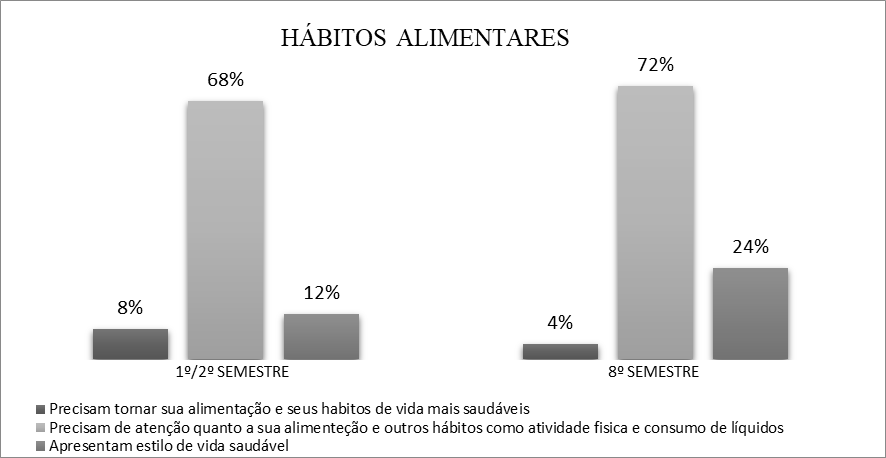 HÁBITOS ALIMENTARES
72%
68%
24%
12%
8%
4%
1º/2º SEMESTRE
8º SEMESTRE
Precisam tornar sua alimentação e seus habitos de vida mais saudáveis
Precisam de atenção quanto a sua alimenteção e outros hábitos como atividade fisica e consumo de líquidos
Apresentam estilo de vida saudável